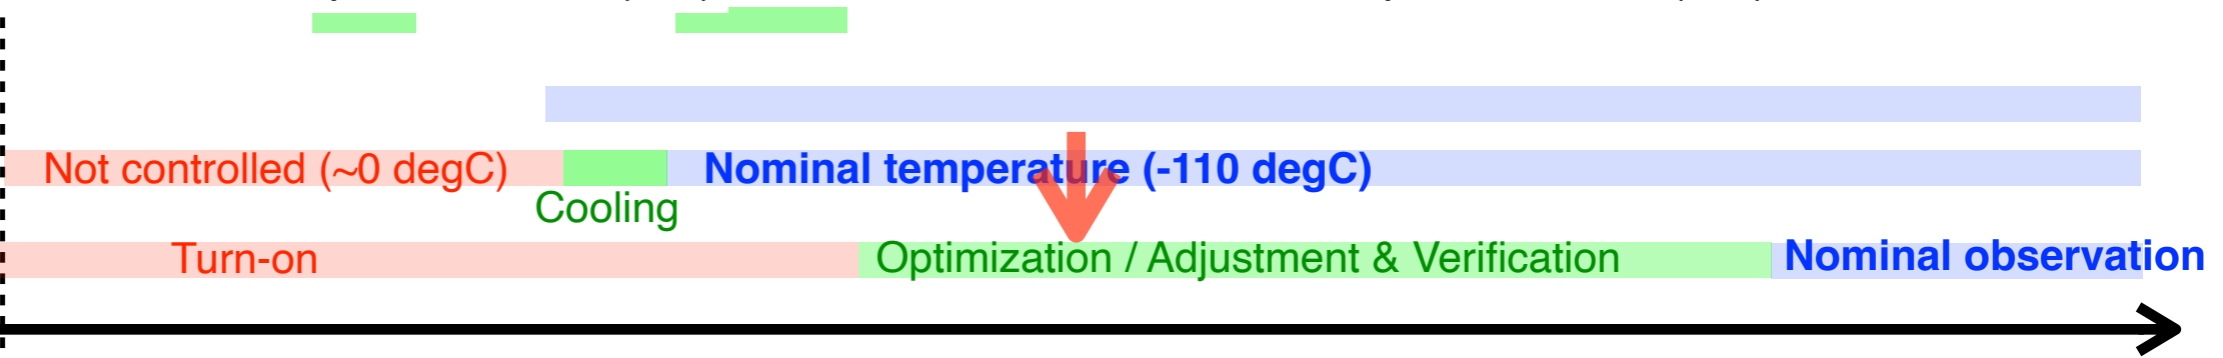 Not controlled (~0 degC)
Nominal temperature (-110 degC)
Cooling
Turn-on
Optimization / Adjustment & Verification
Nominal observation